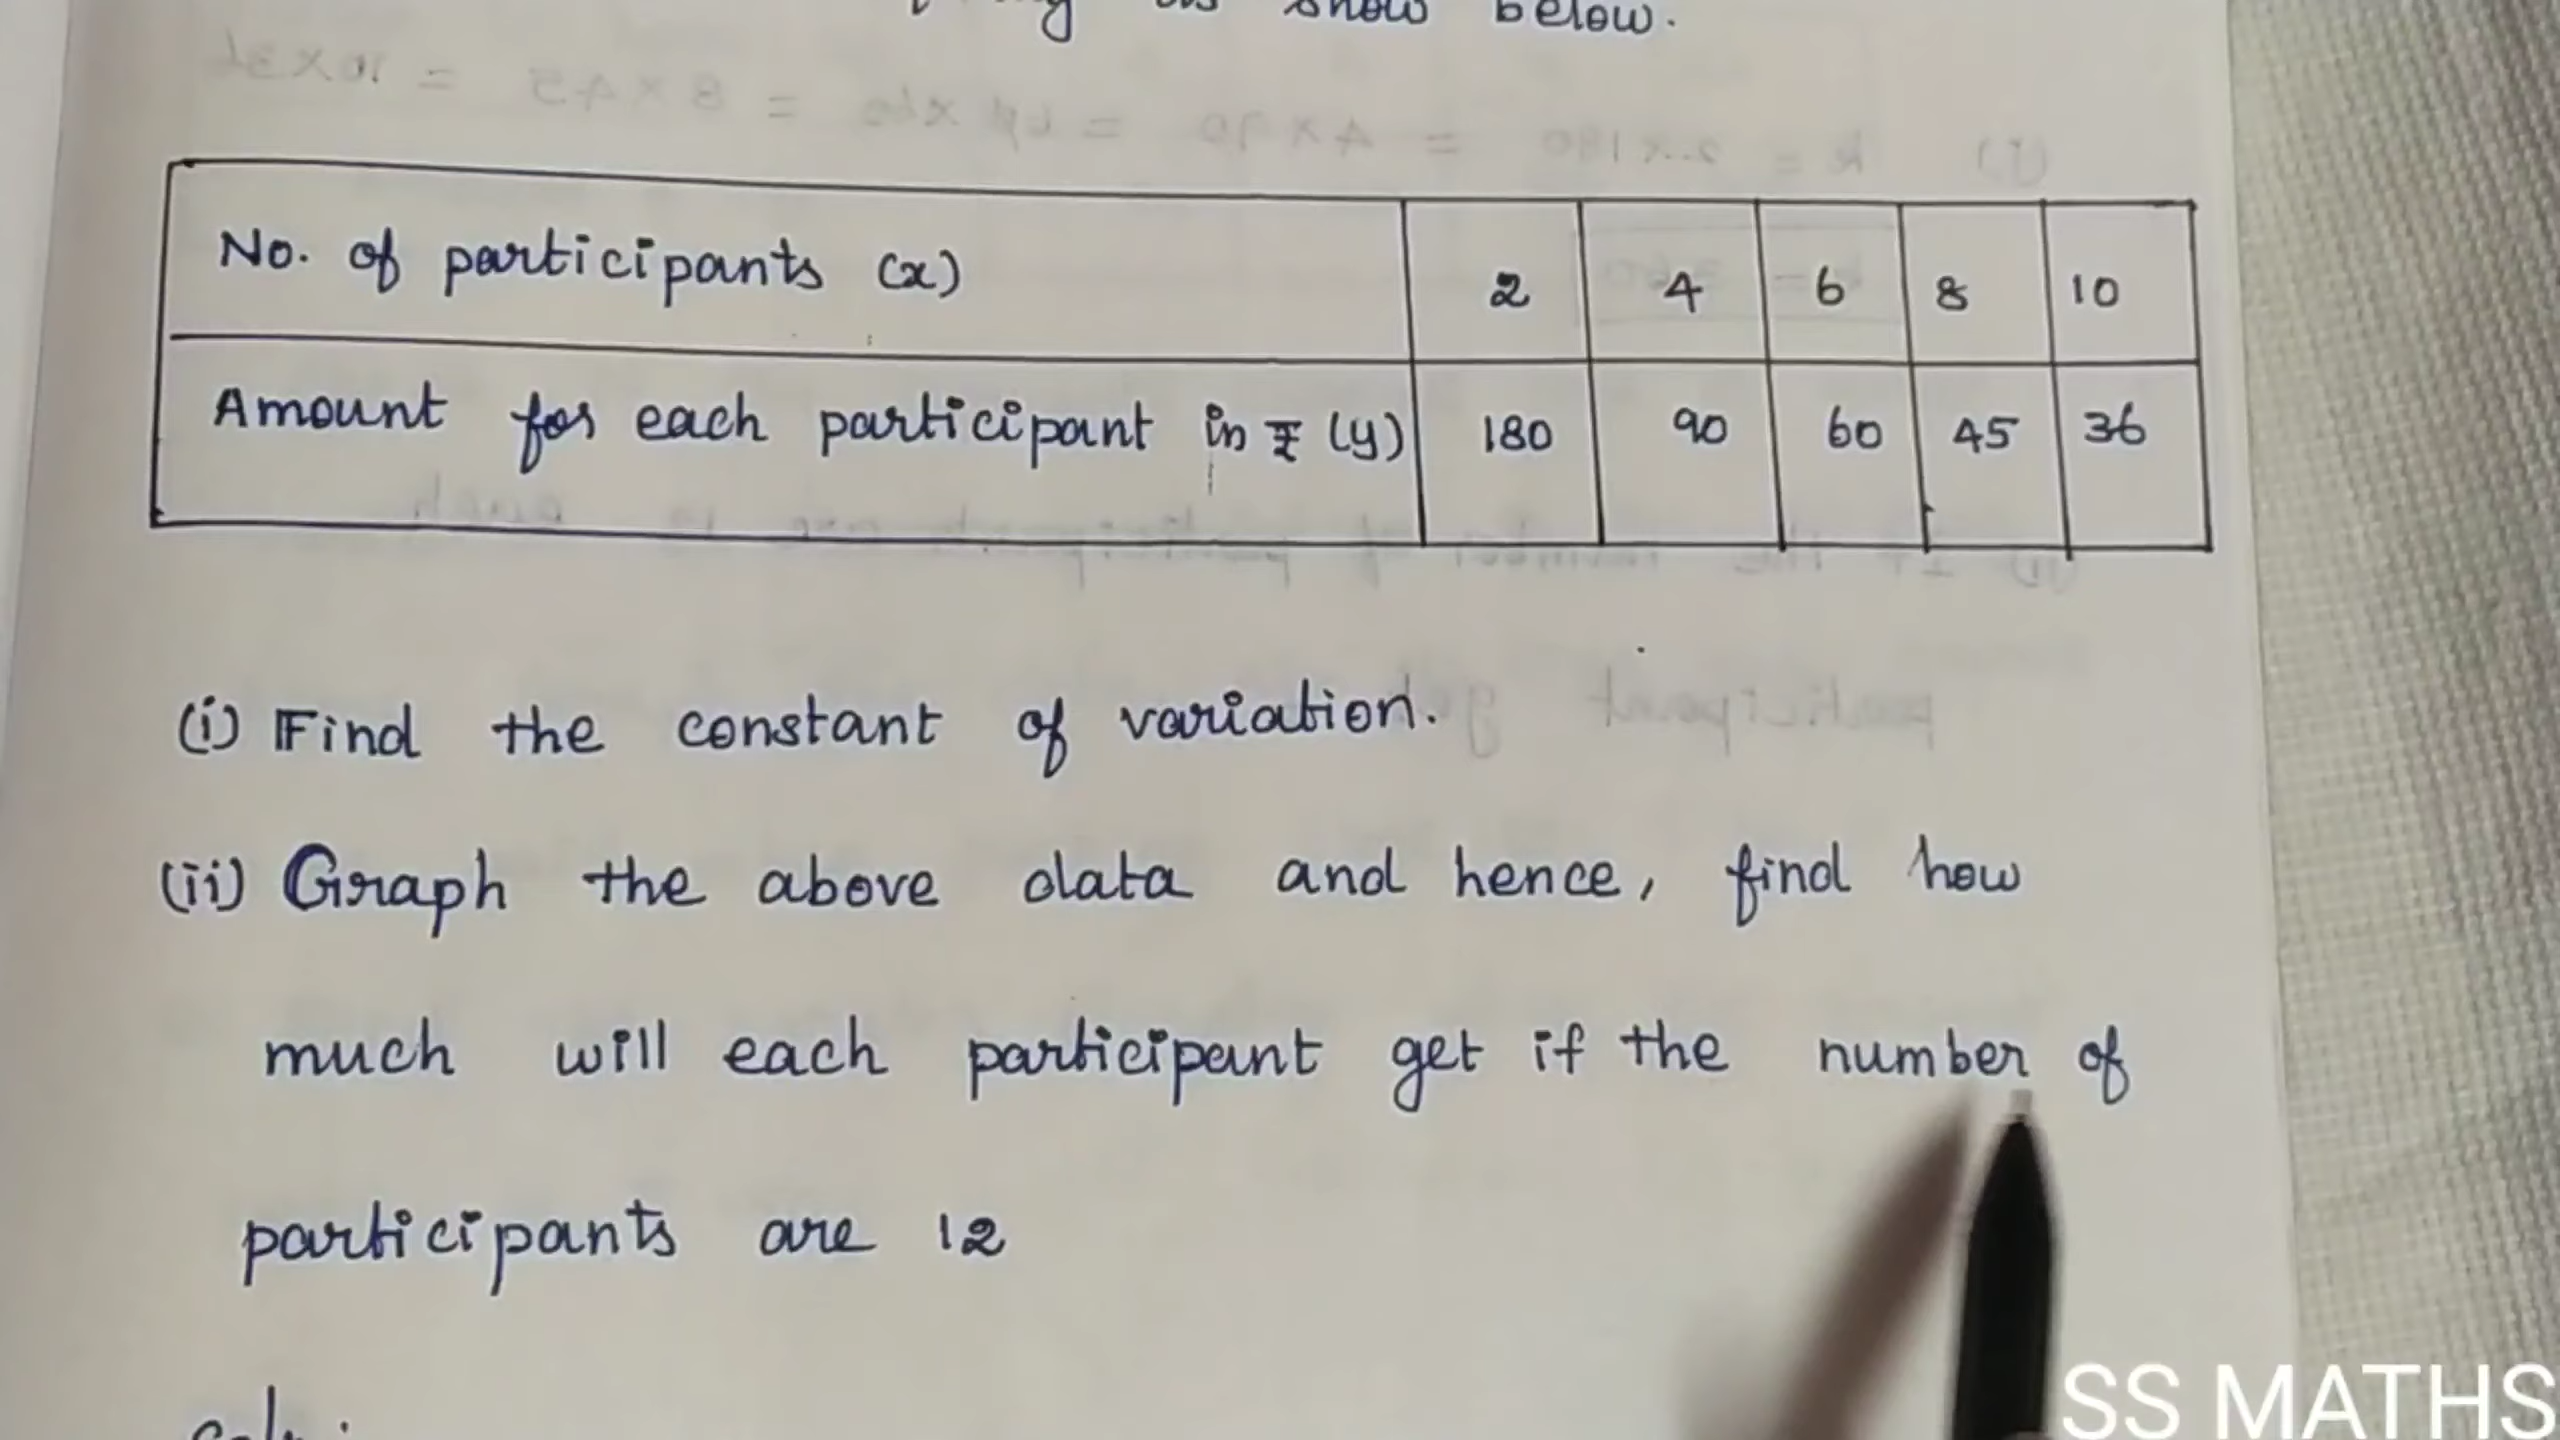 as show below.
No. of participants (x) 2 4 6 8 10
Amount for each participant in ₹ (y) 180 90 60 45 36
(i) Find the constant of variation.
(ii) Graph the above data and hence, find how
much will each participant get if the number of
participants are 12
SS MATHS